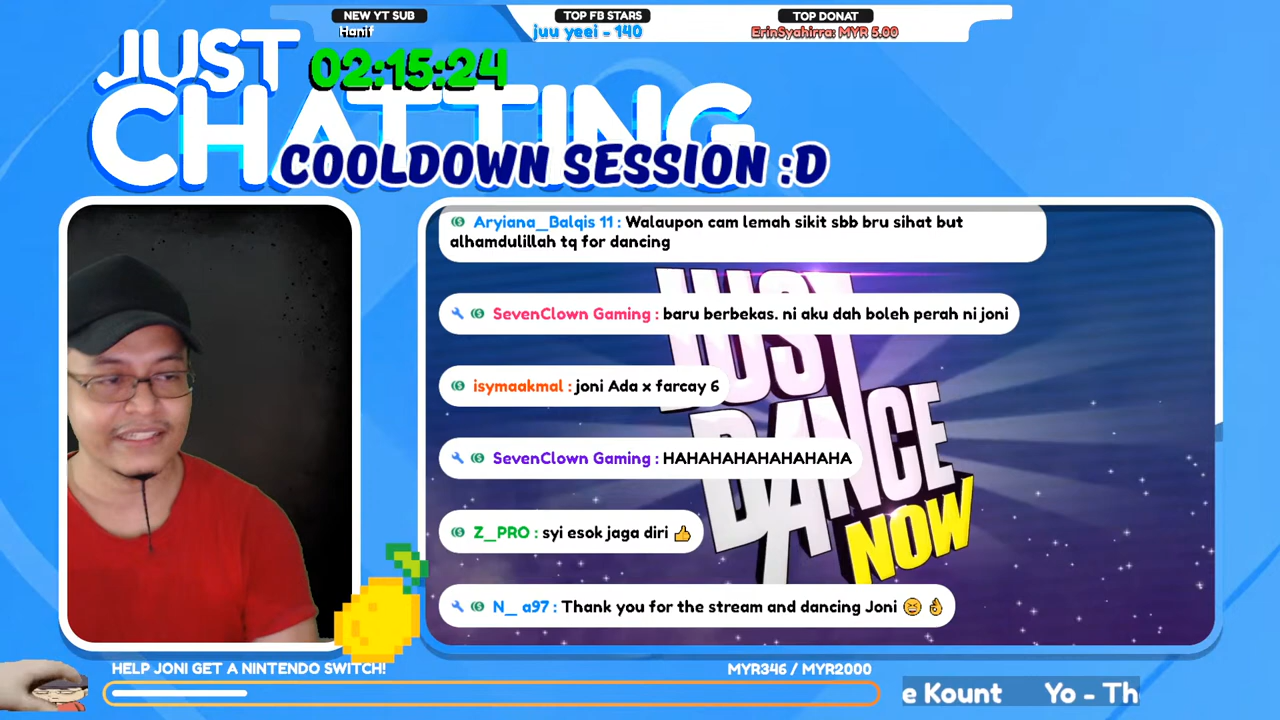 NEW YT SUB
Hanif
TOP FB STARS
juu yeei - 140
TOP DONAT
ErinSyahirra: MYR 5.00
JUST
02:15:24
CHATTING
COOLDOWN SESSION :D
Aryiana_Balqis 11 : Walaupon cam lemah sikit sbb bru sihat but
alhamdulillah tq for dancing
SevenClown Gaming : baru berbekas. ni aku dah boleh perah ni joni
isymaakmal : joni Ada x farcay 6
SevenClown Gaming : HAHAHAHAHAHAHAHA
Z_PRO : syi esok jaga diri 👍
N_ a97 : Thank you for the stream and dancing Joni 😆 👌
JUST
DANCE
NOW
HELP JONI GET A NINTENDO SWITCH!
MYR346 / MYR2000
e Kount Yo - Th